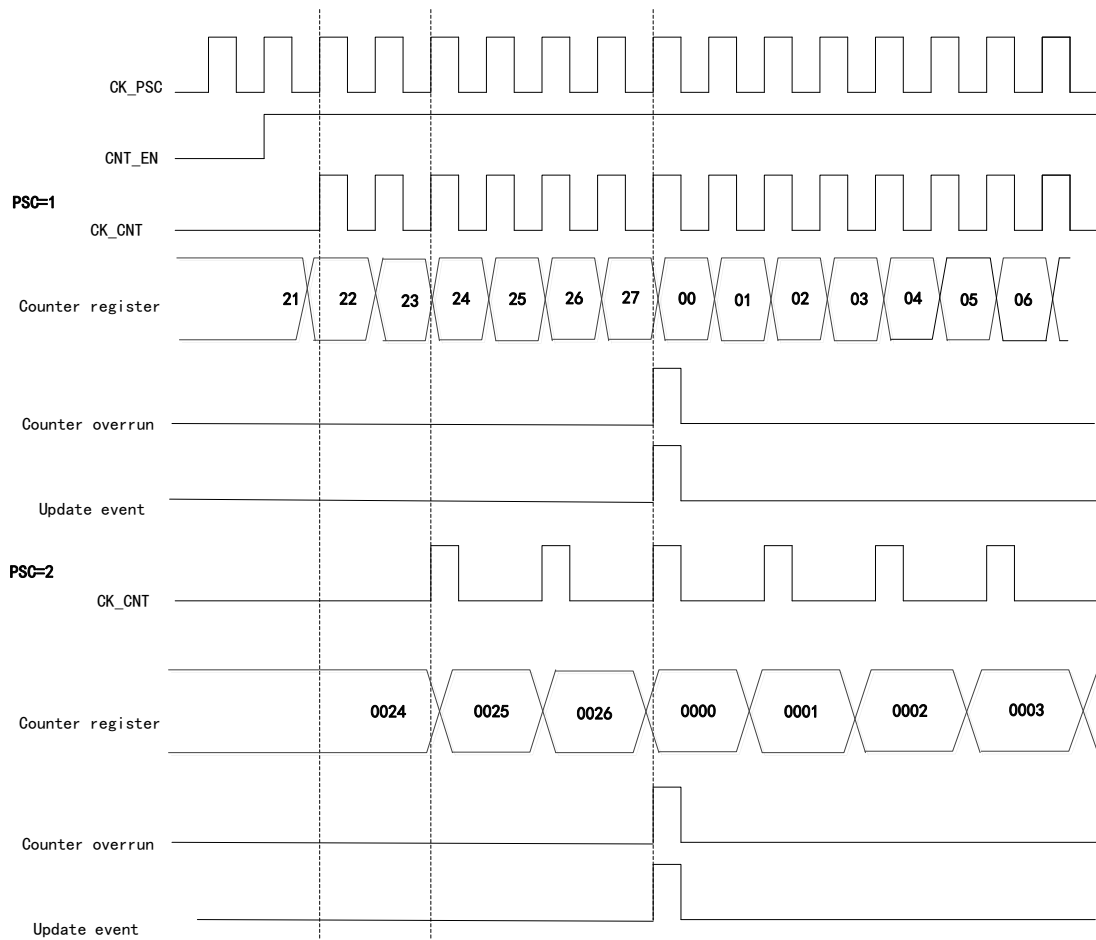 CK_PSC
CNT_EN
PSC=1
CK_CNT
Counter register 21 22 23 24 25 26 27 00 01 02 03 04 05 06
Counter overrun
Update event
PSC=2
CK_CNT
Counter register 0024 0025 0026 0000 0001 0002 0003
Counter overrun
Update event